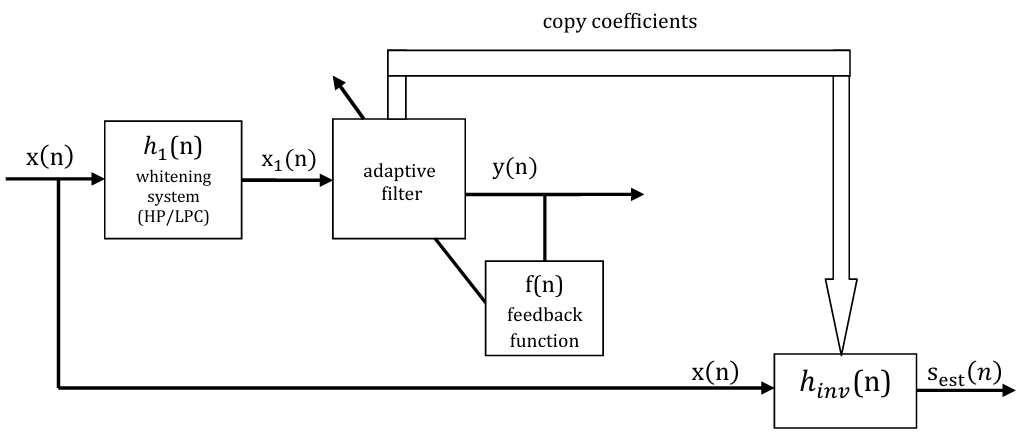 copy coefficients
x(n)
h₁(n)
whitening
system
(HP/LPC)
x₁(n)
adaptive
filter
y(n)
f(n)
feedback
function
x(n)
hᵢₙᵥ(n)
sₑₛₜ(n)